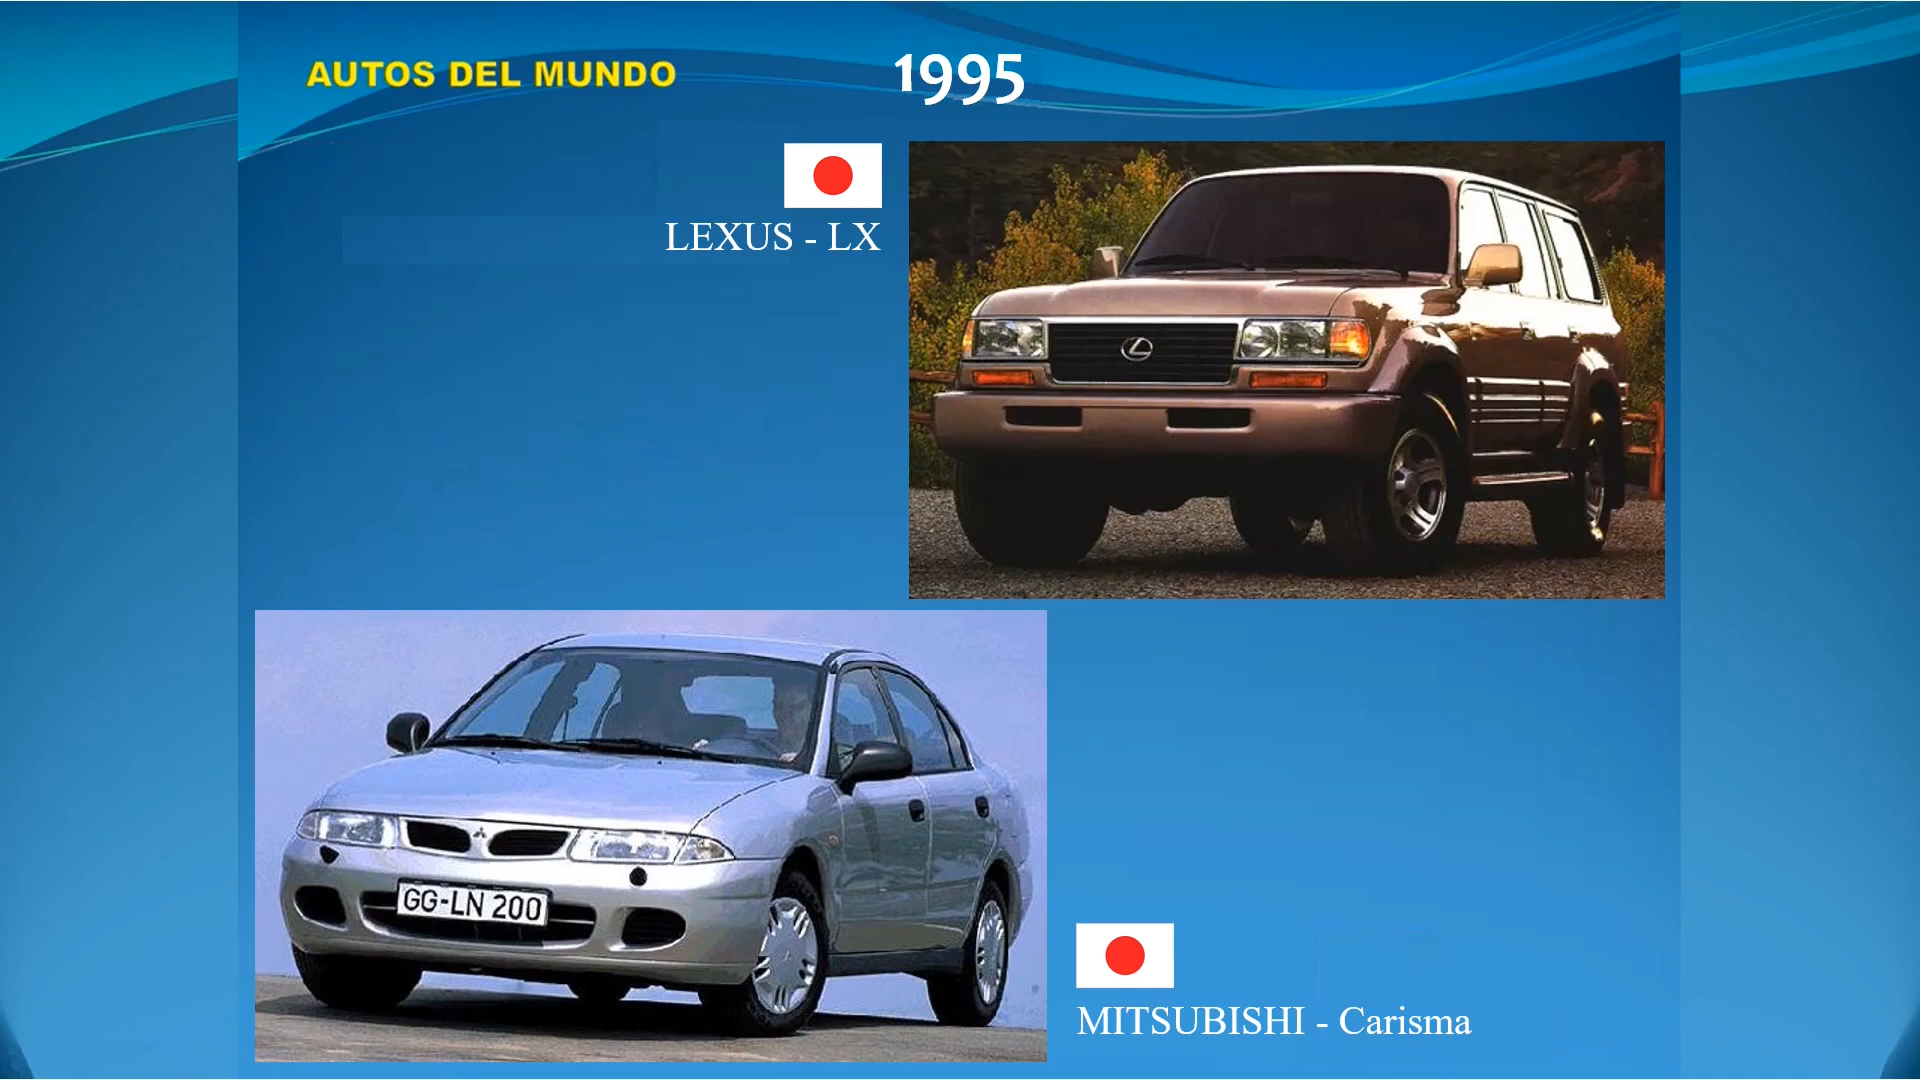 AUTOS DEL MUNDO
1995
LEXUS - LX
GG-LN 200
MITSUBISHI - Carisma